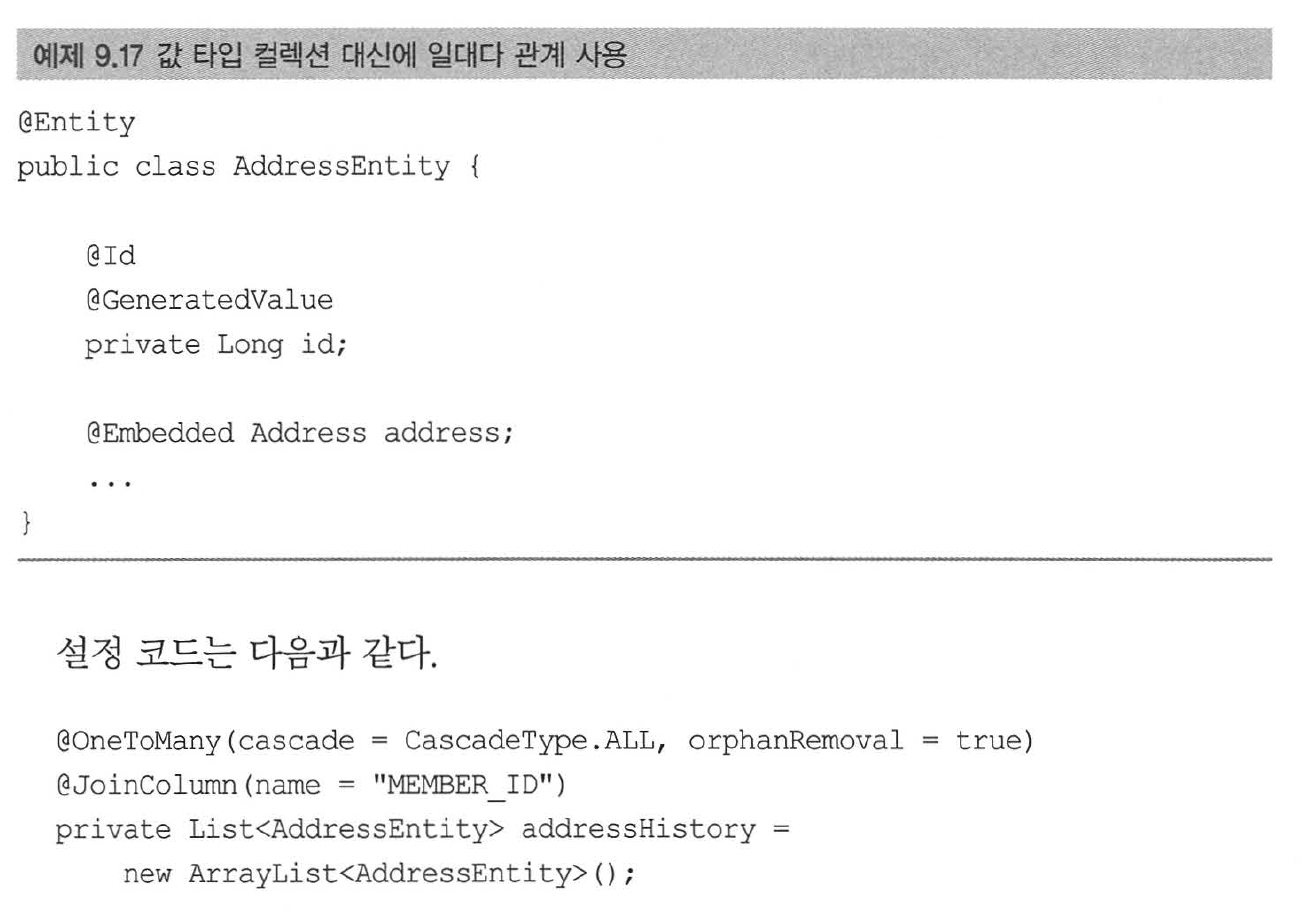 예제 9.17 값 타입 컬렉션 대신에 일대다 관계 사용
@Entity
public class AddressEntity {
@Id
@GeneratedValue
private Long id;
@Embedded Address address;
...
}
설정 코드는 다음과 같다.
@OneToMany(cascade = CascadeType.ALL, orphanRemoval = true)
@JoinColumn(name = "MEMBER_ID")
private List<AddressEntity> addressHistory =
new ArrayList<AddressEntity>();